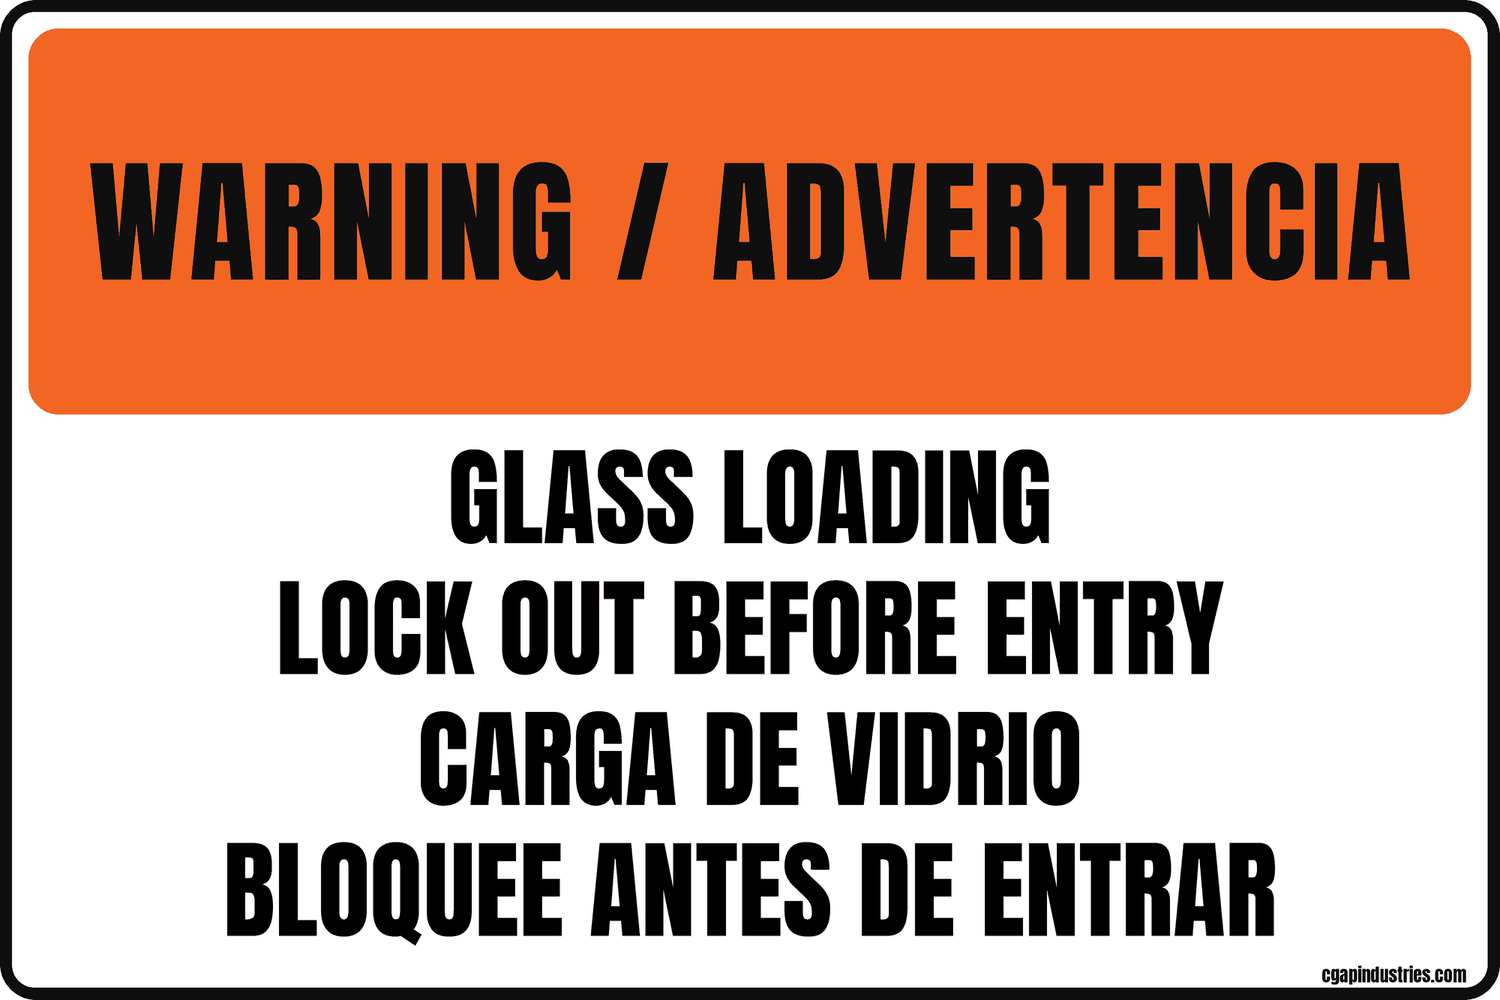 WARNING / ADVERTENCIA
GLASS LOADING
LOCK OUT BEFORE ENTRY
CARGA DE VIDRIO
BLOQUEE ANTES DE ENTRAR
cgapindustries.com